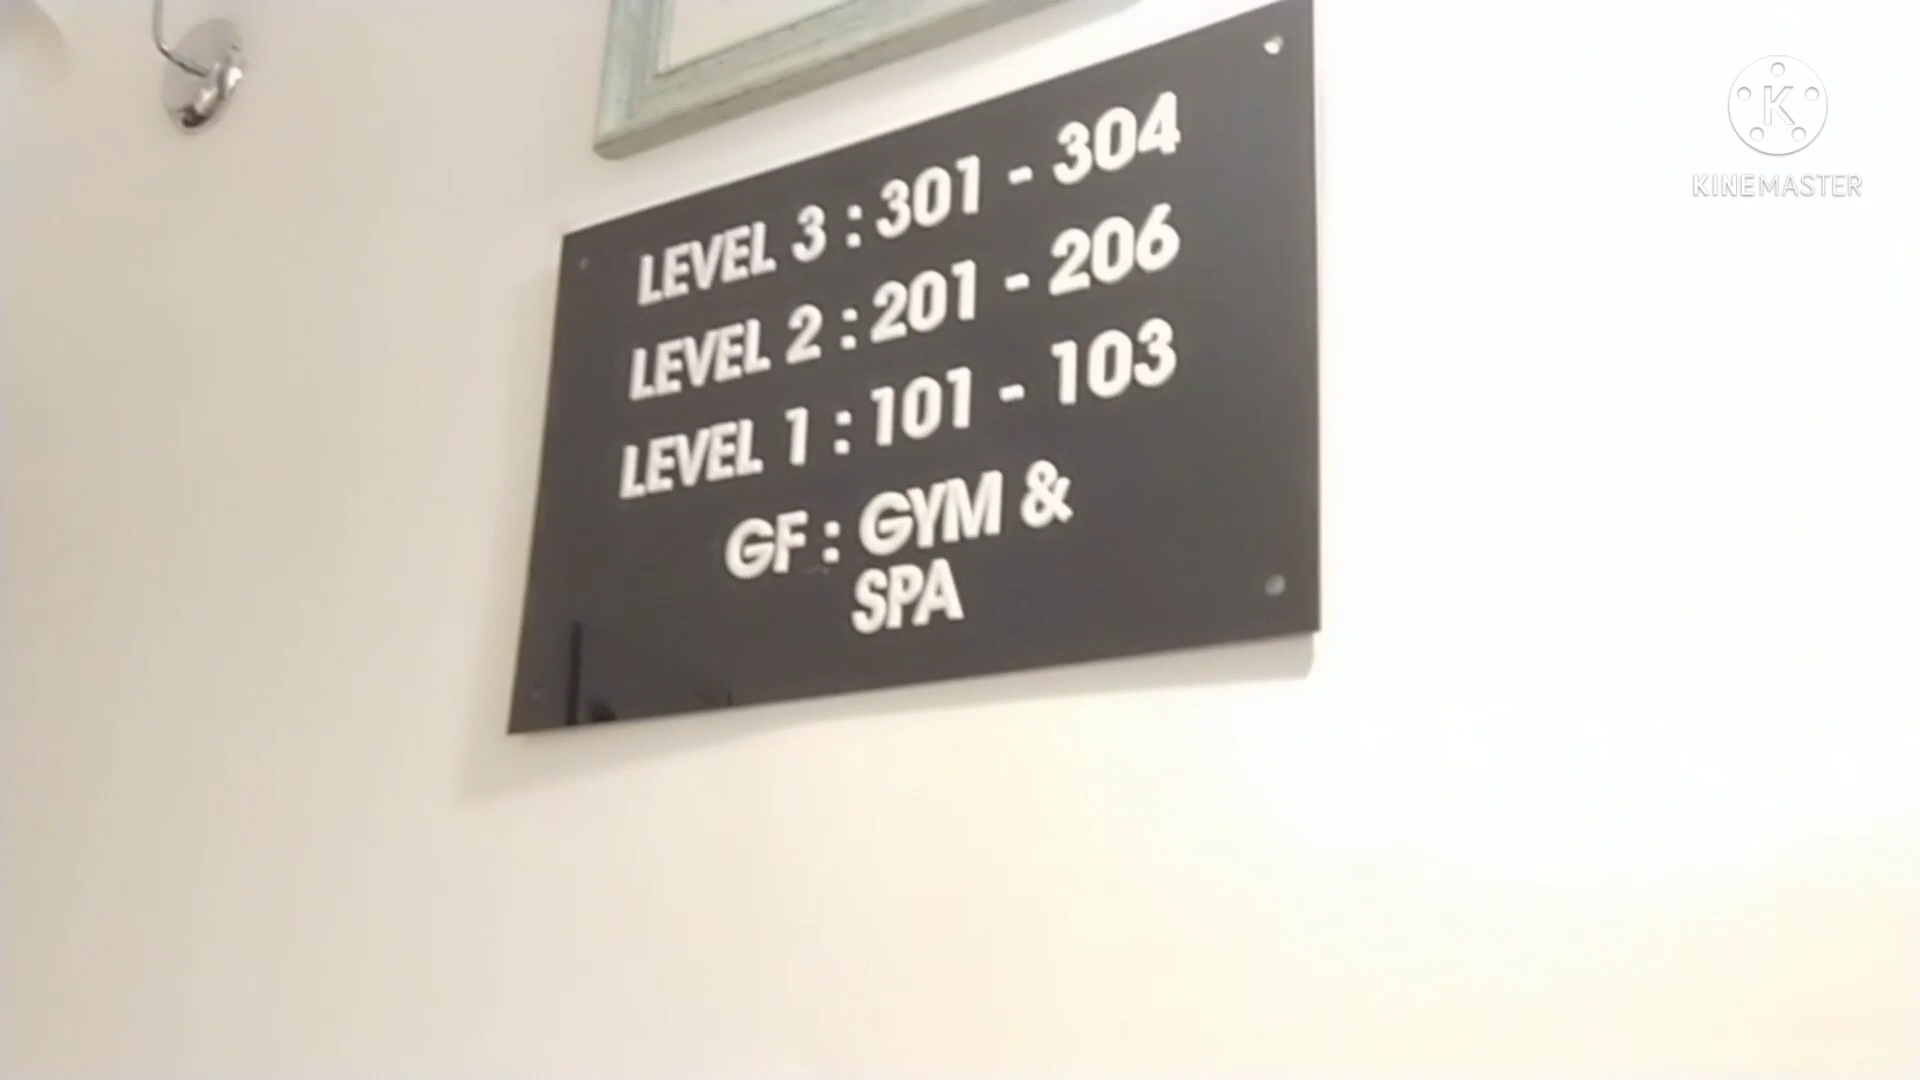 LEVEL 3 : 301 - 304
LEVEL 2 : 201 - 206
LEVEL 1 : 101 - 103
GF : GYM &
SPA
K
KINEMASTER